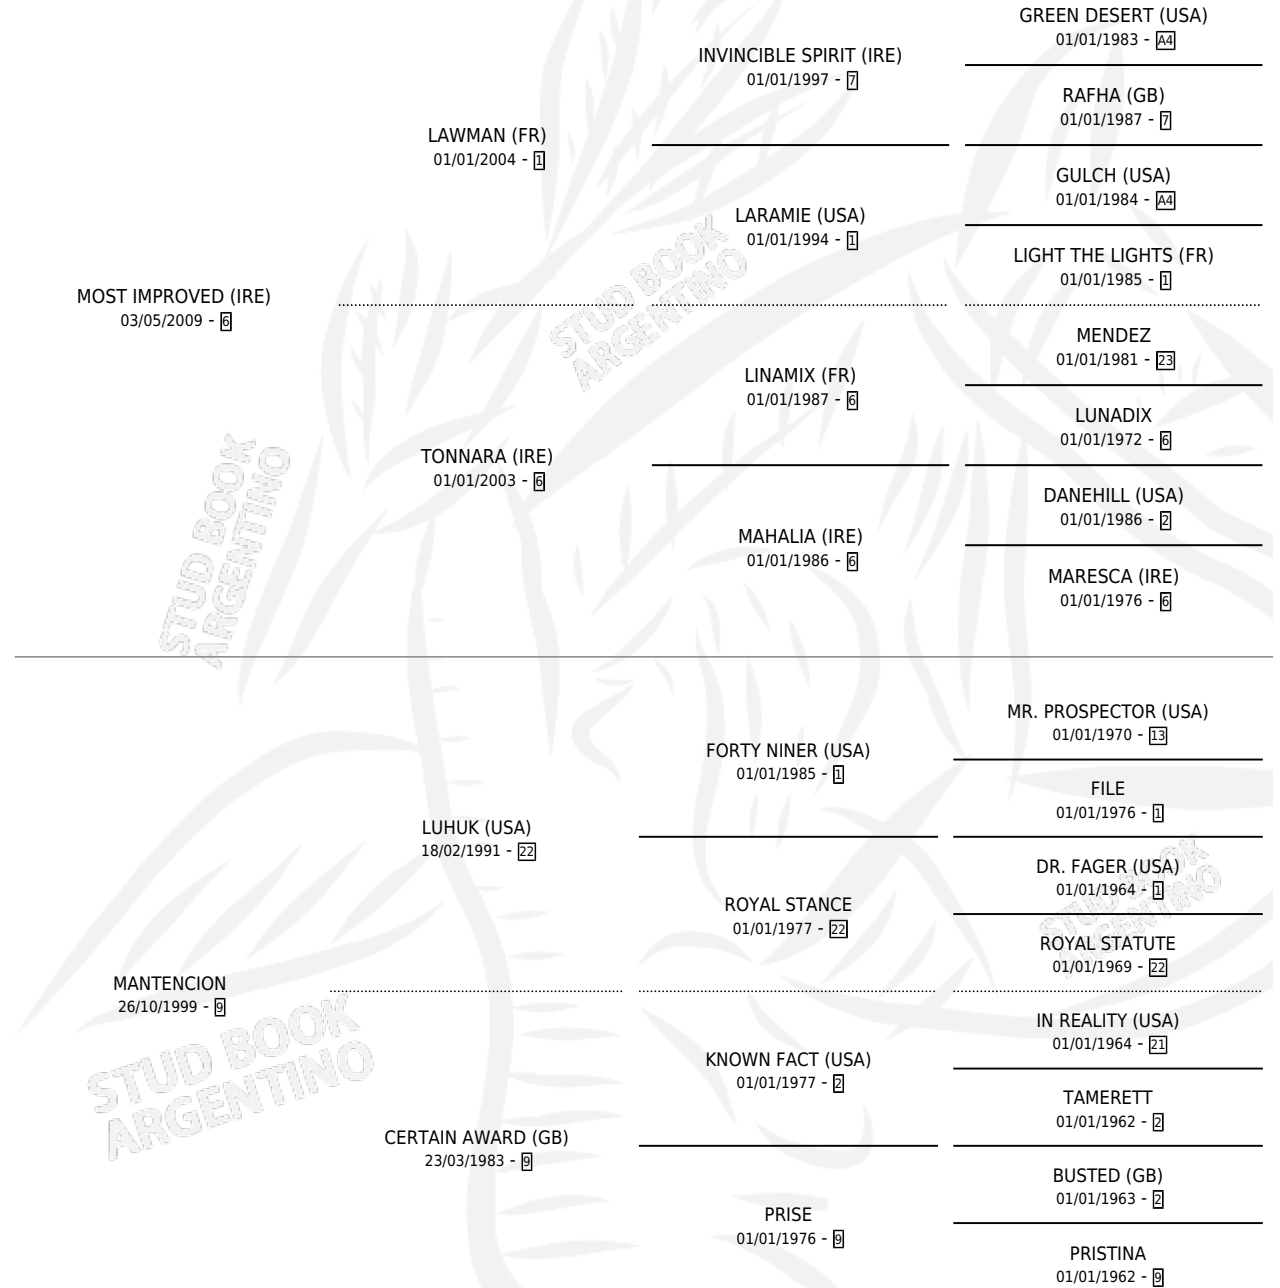 GREEN DESERT (USA)
01/01/1983 - A4
INVINCIBLE SPIRIT (IRE)
01/01/1997 - 7
RAFHA (GB)
01/01/1987 - 7
LAWMAN (FR)
01/01/2004 - 1
GULCH (USA)
01/01/1984 - A4
LARAMIE (USA)
01/01/1994 - 1
LIGHT THE LIGHTS (FR)
01/01/1985 - 1
MOST IMPROVED (IRE)
03/05/2009 - 6
MENDEZ
01/01/1981 - 23
LINAMIX (FR)
01/01/1987 - 6
LUNADIX
01/01/1972 - 6
TONNARA (IRE)
01/01/2003 - 6
DANEHILL (USA)
01/01/1986 - 2
MAHALIA (IRE)
01/01/1986 - 6
MARESCA (IRE)
01/01/1976 - 6
MR. PROSPECTOR (USA)
01/01/1970 - 13
FORTY NINER (USA)
01/01/1985 - 1
FILE
01/01/1976 - 1
LUHUK (USA)
18/02/1991 - 22
DR. FAGER (USA)
01/01/1964 - 1
ROYAL STANCE
01/01/1977 - 22
ROYAL STATUTE
01/01/1969 - 22
MANTENCION
26/10/1999 - 9
IN REALITY (USA)
01/01/1964 - 21
KNOWN FACT (USA)
01/01/1977 - 2
TAMERETT
01/01/1962 - 2
CERTAIN AWARD (GB)
23/03/1983 - 9
BUSTED (GB)
01/01/1963 - 2
PRISE
01/01/1976 - 9
PRISTINA
01/01/1962 - 9
STUD BOOK
ARGENTINO
STUD BOOK
ARGENTINO
STUD BOOK
ARGENTINO
STUD BOOK
ARGENTINO